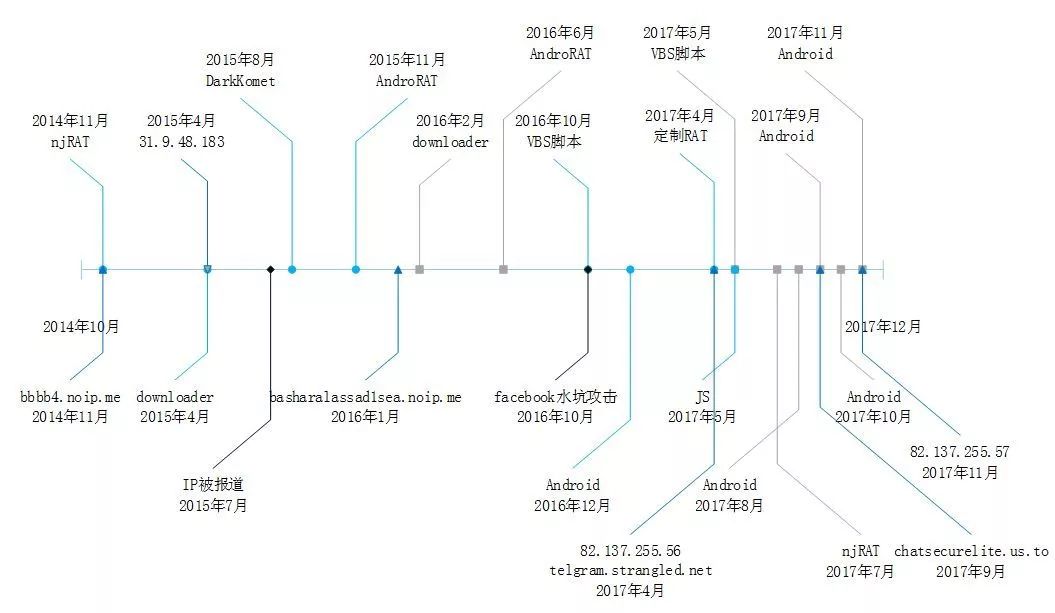 2014年11月
njRAT
2015年4月
31.9.48.183
2015年8月
DarkKomet
2015年11月
AndroRAT
2016年2月
downloader
2016年6月
AndroRAT
2016年10月
VBS脚本
2017年4月
定制RAT
2017年5月
VBS脚本
2017年9月
Android
2017年11月
Android
2014年10月
2017年12月
bbbb4.noip.me
2014年11月
downloader
2015年4月
IP被报道
2015年7月
basharalassad1sea.noip.me
2016年1月
facebook水坑攻击
2016年10月
Android
2016年12月
82.137.255.56
telgram.strangled.net
2017年4月
JS
2017年5月
Android
2017年8月
njRAT
2017年7月
chatsecurelite.us.to
2017年9月
Android
2017年10月
82.137.255.57
2017年11月